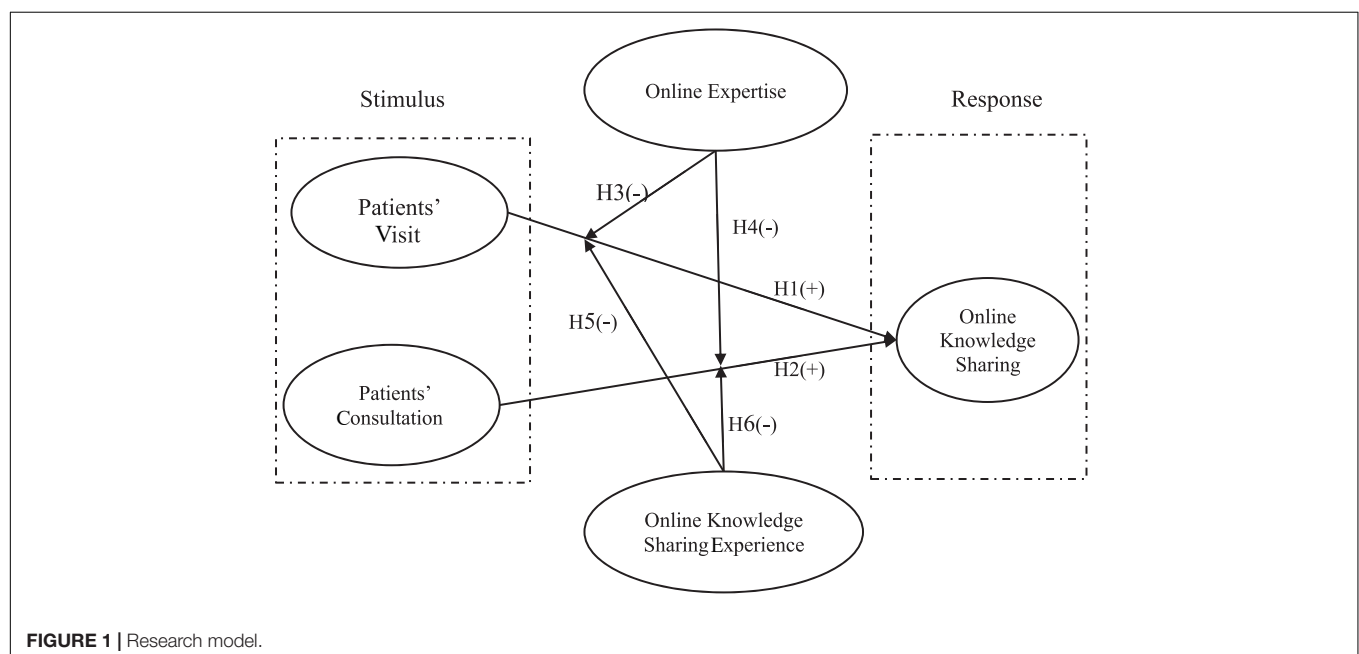 Stimulus
Online Expertise
Response
Patients'
Visit
H3(-)
H4(-)
H1(+)
H5(-)
Online
Knowledge
Sharing
Patients'
Consultation
H2(+)
H6(-)
Online Knowledge
Sharing Experience
FIGURE 1 | Research model.